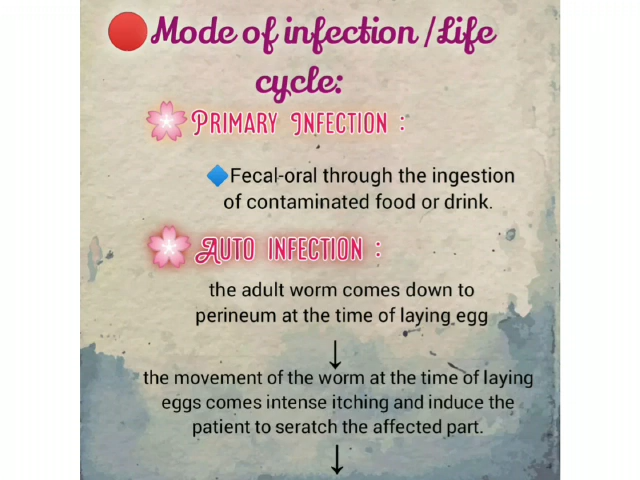 🔴Mode of infection /Life
cycle:
🌸Primary Infection :
🔷Fecal-oral through the ingestion
of contaminated food or drink.
🌸Auto infection :
the adult worm comes down to
perineum at the time of laying egg
↓
the movement of the worm at the time of laying
eggs comes intense itching and induce the
patient to seratch the affected part.
↓